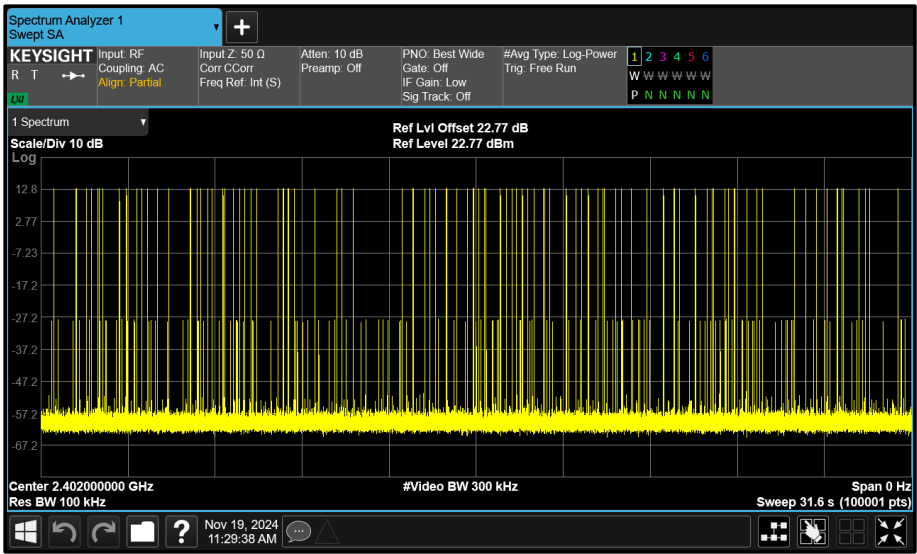 Spectrum Analyzer 1
Swept SA
+
KEYSIGHT Input: RF Input Z: 50 Ω Atten: 10 dB PNO: Best Wide #Avg Type: Log-Power 1 2 3 4 5 6
R T Coupling: AC Corr CCorr Preamp: Off Gate: Off Trig: Free Run W W W W W W
Align: Partial Freq Ref: Int (S) IF Gain: Low P N N N N N
LXI Sig Track: Off
1 Spectrum
Ref Lvl Offset 22.77 dB
Scale/Div 10 dB Ref Level 22.77 dBm
Log
12.8
2.77
-7.23
-17.2
-27.2
-37.2
-47.2
-57.2
-67.2
Center 2.402000000 GHz #Video BW 300 kHz Span 0 Hz
Res BW 100 kHz Sweep 31.6 s (100001 pts)
? Nov 19, 2024
11:29:38 AM